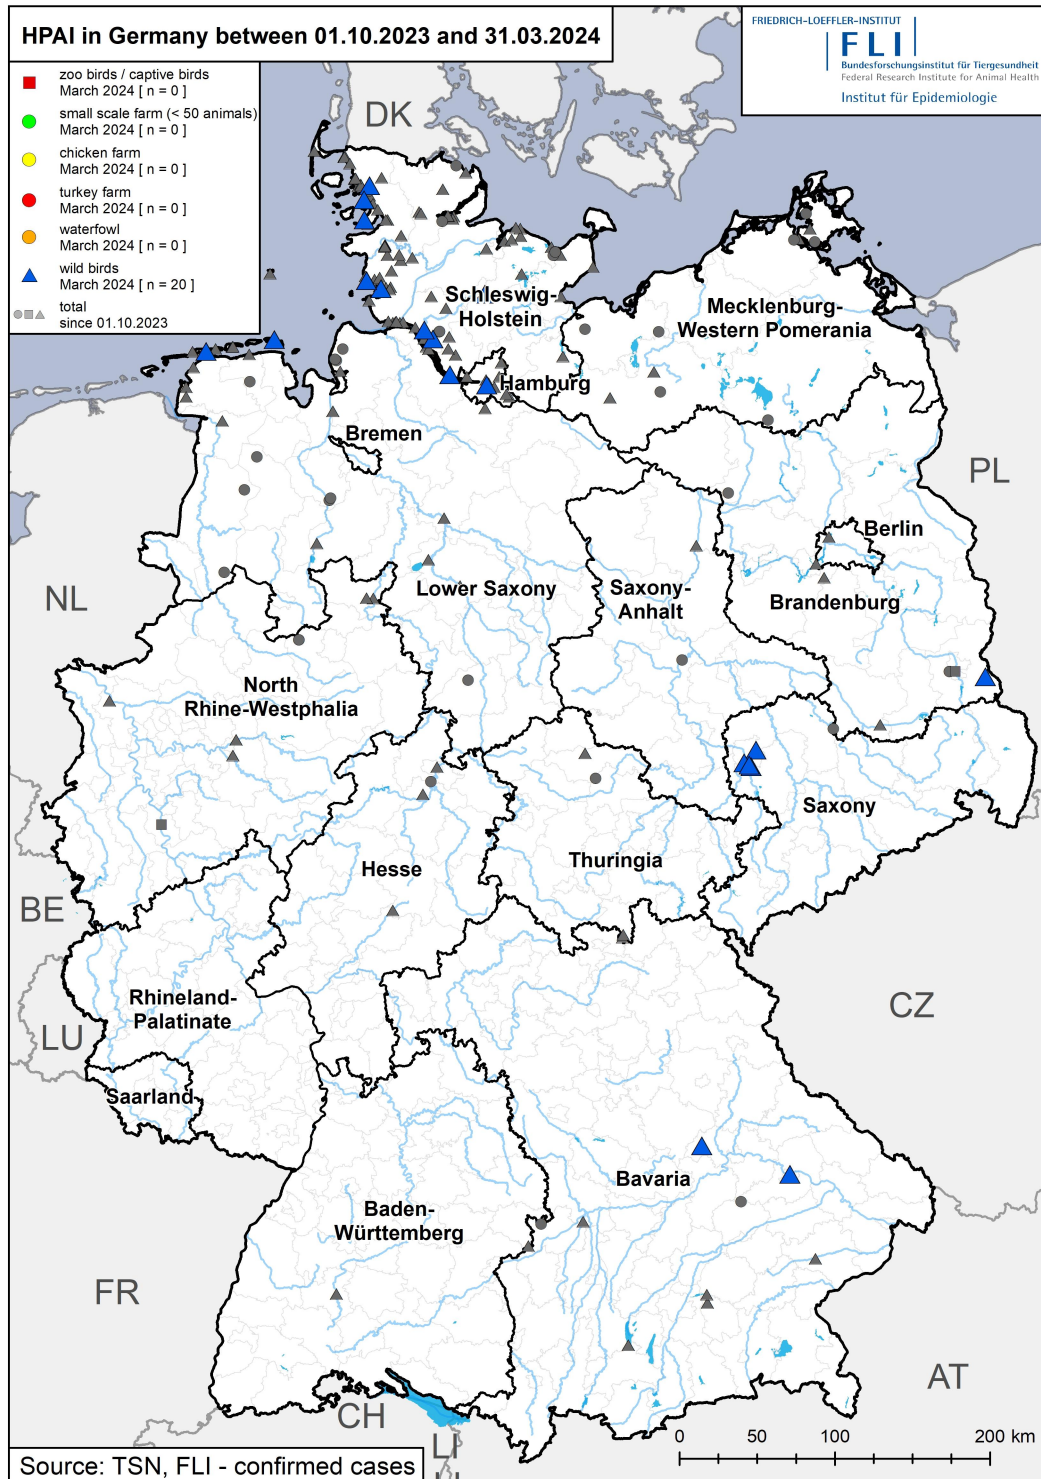 HPAI in Germany between 01.10.2023 and 31.03.2024
FRIEDRICH-LOEFFLER-INSTITUT
FLI
Bundesforschungsinstitut für Tiergesundheit
Federal Research Institute for Animal Health
Institut für Epidemiologie
zoo birds / captive birds
March 2024 [ n = 0 ]
small scale farm (< 50 animals)
March 2024 [ n = 0 ]
chicken farm
March 2024 [ n = 0 ]
turkey farm
March 2024 [ n = 0 ]
waterfowl
March 2024 [ n = 0 ]
wild birds
March 2024 [ n = 20 ]
total
since 01.10.2023
DK
Schleswig-
Holstein
Mecklenburg-
Western Pomerania
Hamburg
Bremen
PL
Berlin
NL
Lower Saxony
Saxony-
Anhalt
Brandenburg
North
Rhine-Westphalia
Saxony
Thuringia
Hesse
BE
Rhineland-
Palatinate
CZ
LU
Saarland
Bavaria
Baden-
Württemberg
FR
AT
CH
LI
0 50 100 200 km
Source: TSN, FLI - confirmed cases